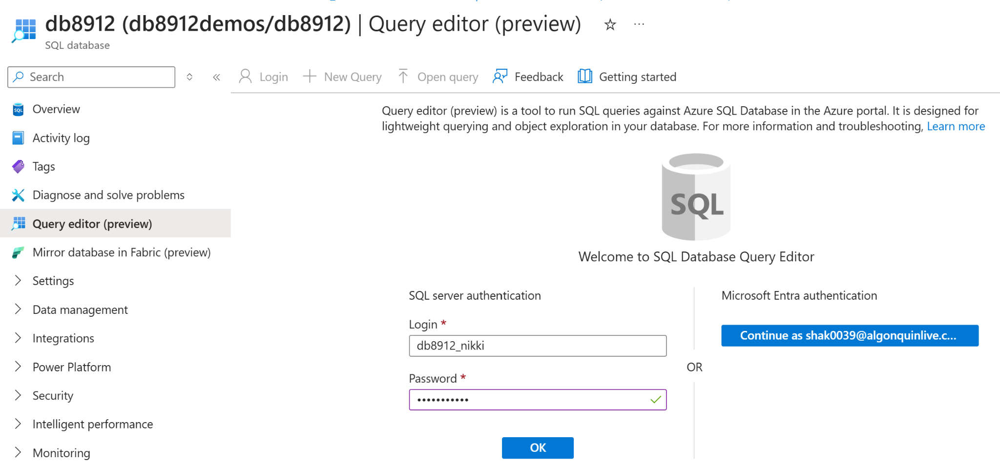 db8912 (db8912demos/db8912) | Query editor (preview)
SQL database
Search
Login
New Query
Open query
Feedback
Getting started
SQL
Overview
Activity log
Tags
Diagnose and solve problems
Query editor (preview)
Mirror database in Fabric (preview)
Settings
Data management
Integrations
Power Platform
Security
Intelligent performance
Monitoring
Query editor (preview) is a tool to run SQL queries against Azure SQL Database in the Azure portal. It is designed for
lightweight querying and object exploration in your database. For more information and troubleshooting, Learn more
SQL
Welcome to SQL Database Query Editor
SQL server authentication
Login *
db8912_nikki
Password *
•••••••••••
OK
OR
Microsoft Entra authentication
Continue as shak0039@algonquinlive.c...